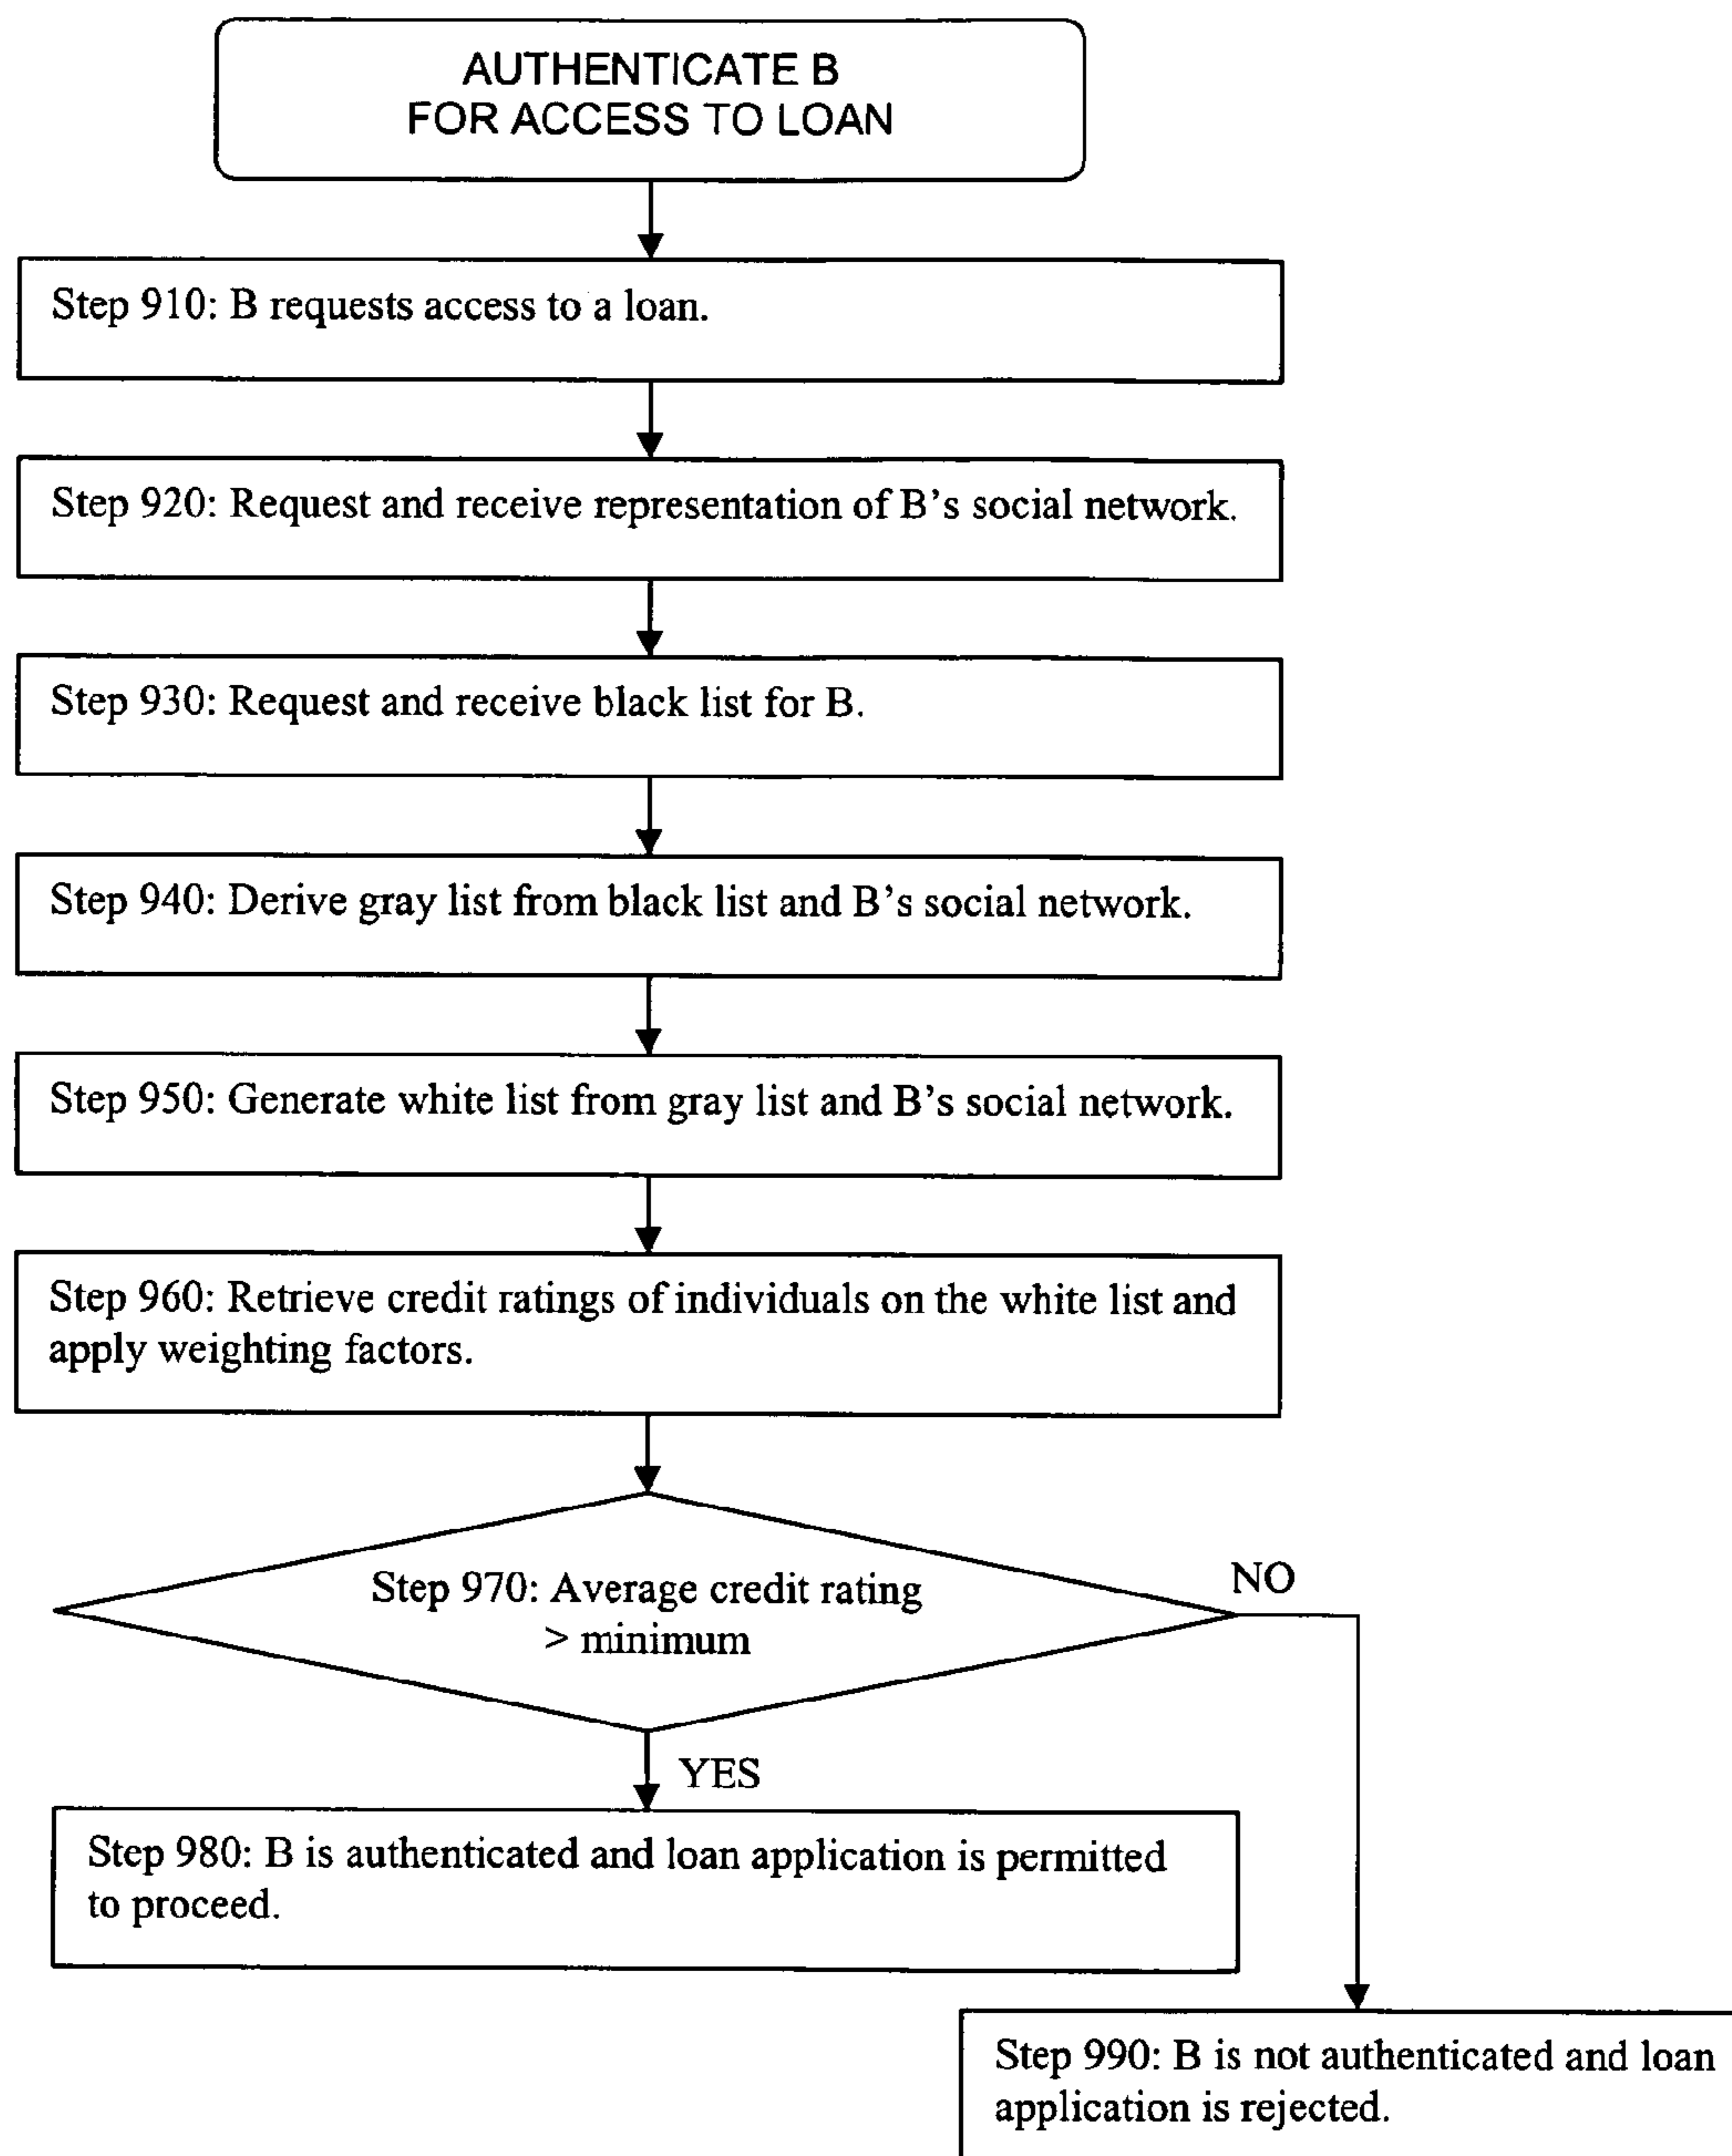 AUTHENTICATE B
FOR ACCESS TO LOAN
Step 910: B requests access to a loan.
Step 920: Request and receive representation of B's social network.
Step 930: Request and receive black list for B.
Step 940: Derive gray list from black list and B's social network.
Step 950: Generate white list from gray list and B's social network.
Step 960: Retrieve credit ratings of individuals on the white list and
apply weighting factors.
Step 970: Average credit rating
> minimum
NO
YES
Step 980: B is authenticated and loan application is permitted
to proceed.
Step 990: B is not authenticated and loan
application is rejected.